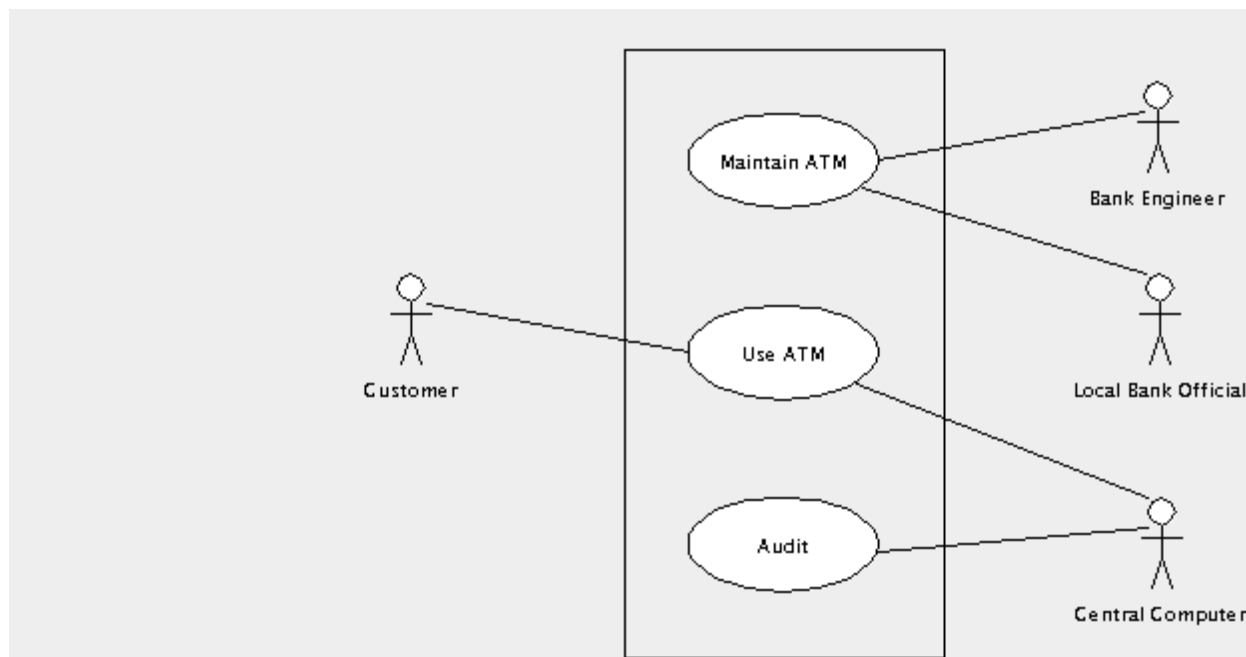 Maintain ATM
Bank Engineer
Customer
Use ATM
Local Bank Official
Audit
Central Computer